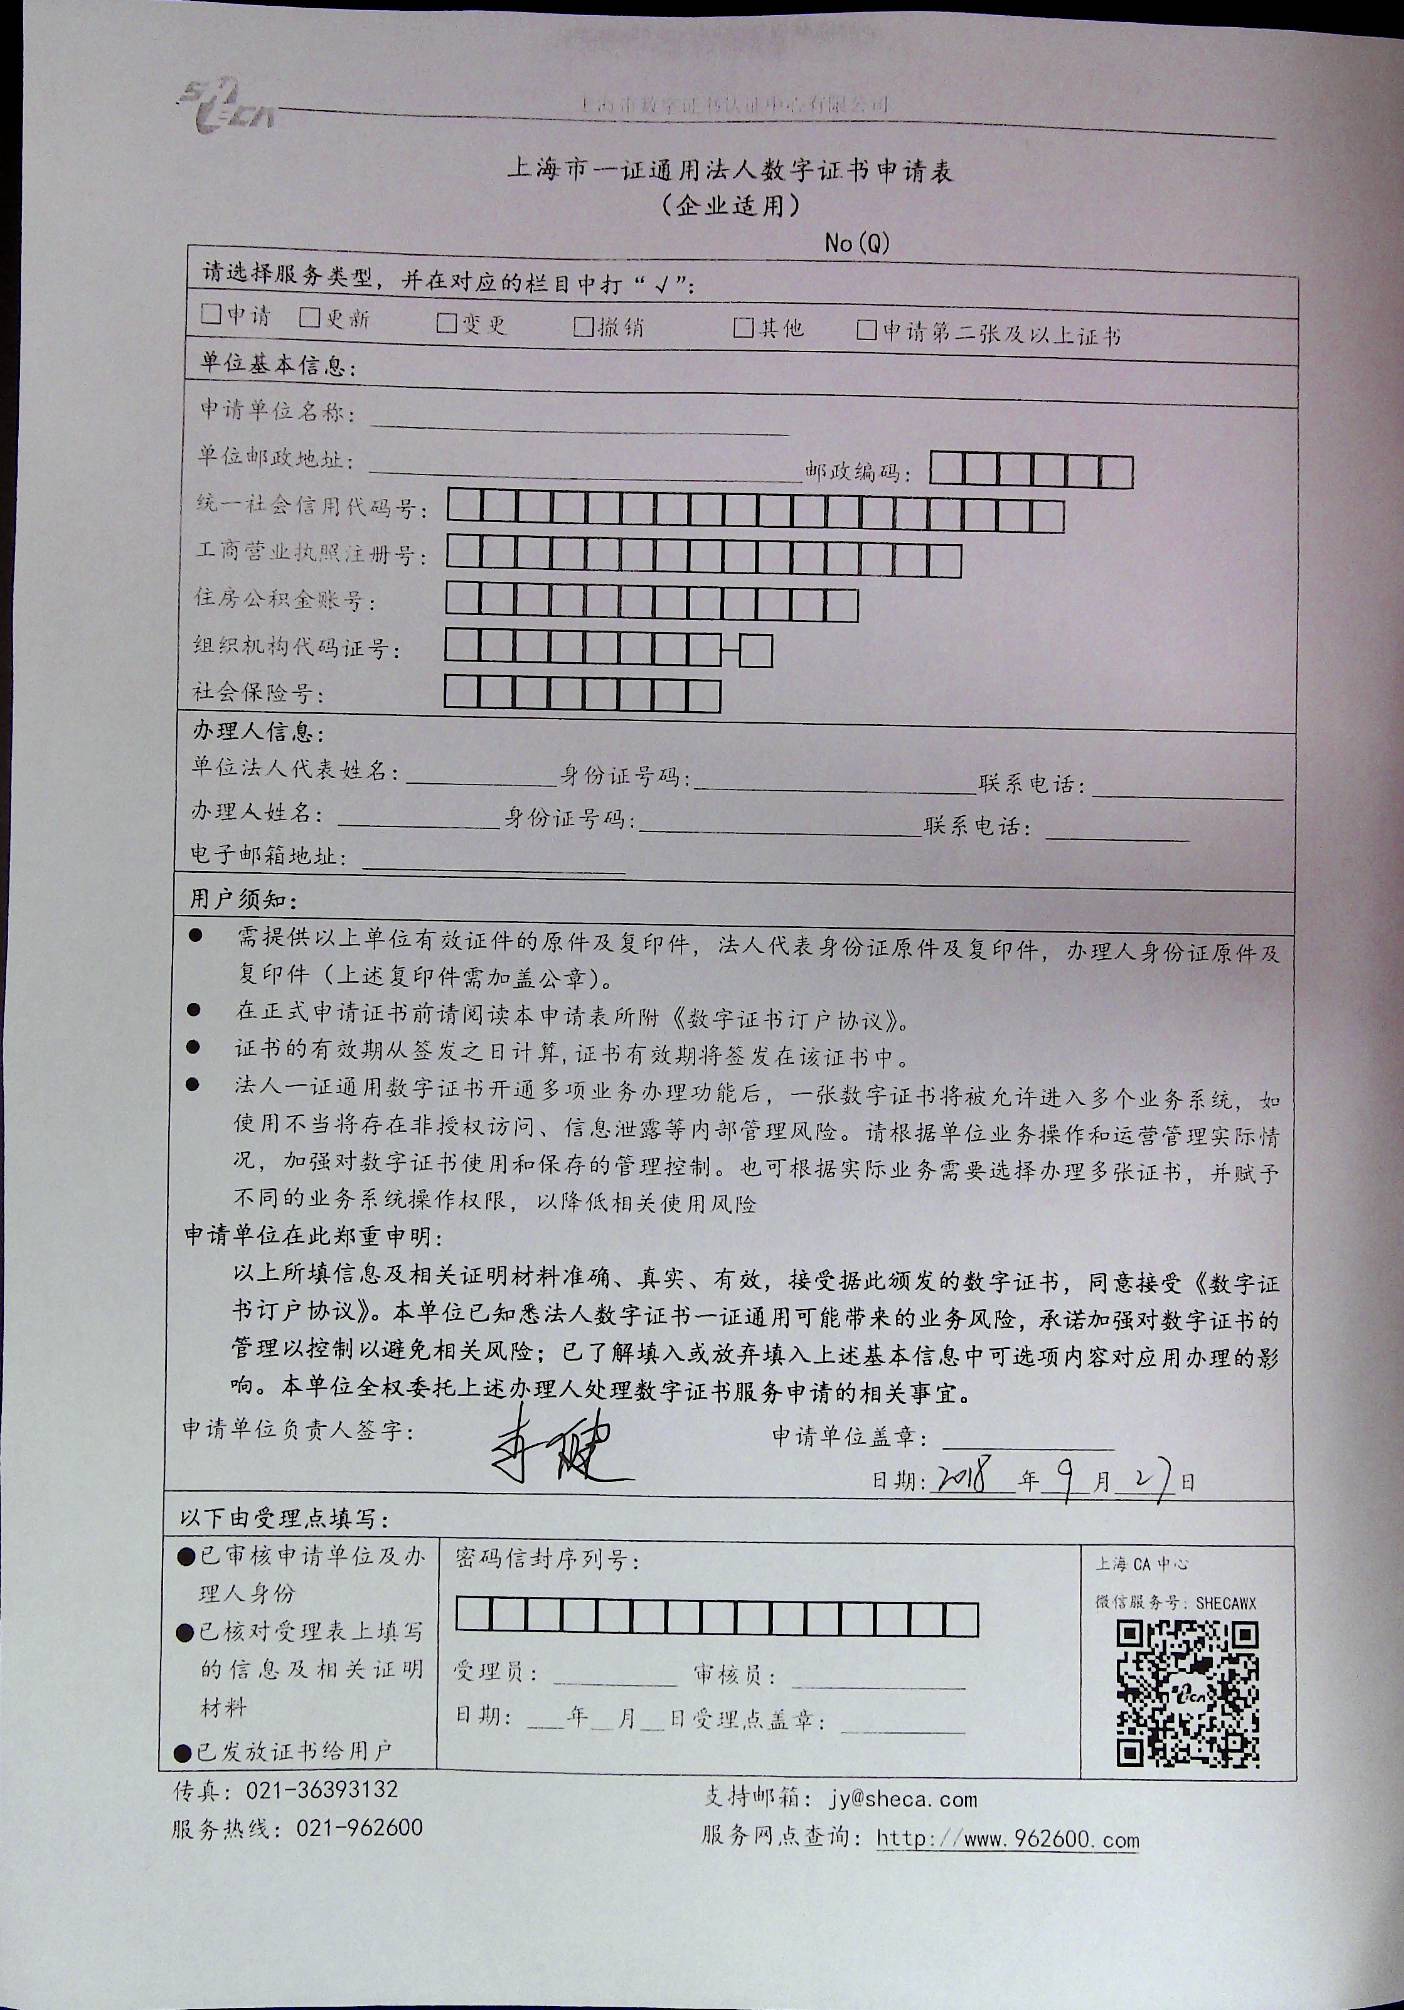 SHECA
上海市数字证书认证中心有限公司
上海市一证通用法人数字证书申请表
（企业适用）
No(Q)
请选择服务类型，并在对应的栏目中打“√”：
□申请 □更新 □变更 □撤销 □其他 □申请第二张及以上证书
单位基本信息：
申请单位名称：
单位邮政地址： 邮政编码：
统一社会信用代码号：
工商营业执照注册号：
住房公积金账号：
组织机构代码证号：
社会保险号：
办理人信息：
单位法人代表姓名： 身份证号码： 联系电话：
办理人姓名： 身份证号码： 联系电话：
电子邮箱地址：
用户须知：
● 需提供以上单位有效证件的原件及复印件，法人代表身份证原件及复印件，办理人身份证原件及
复印件（上述复印件需加盖公章）。
● 在正式申请证书前请阅读本申请表所附《数字证书订户协议》。
● 证书的有效期从签发之日计算,证书有效期将签发在该证书中。
● 法人一证通用数字证书开通多项业务办理功能后，一张数字证书将被允许进入多个业务系统，如
使用不当将存在非授权访问、信息泄露等内部管理风险。请根据单位业务操作和运营管理实际情
况，加强对数字证书使用和保存的管理控制。也可根据实际业务需要选择办理多张证书，并赋予
不同的业务系统操作权限，以降低相关使用风险
申请单位在此郑重申明：
以上所填信息及相关证明材料准确、真实、有效，接受据此颁发的数字证书，同意接受《数字证
书订户协议》。本单位已知悉法人数字证书一证通用可能带来的业务风险，承诺加强对数字证书的
管理以控制以避免相关风险；已了解填入或放弃填入上述基本信息中可选项内容对应用办理的影
响。本单位全权委托上述办理人处理数字证书服务申请的相关事宜。
申请单位负责人签字： 李健 申请单位盖章：
日期：2018 年 9 月 27 日
以下由受理点填写：
●已审核申请单位及办
理人身份
●已核对受理表上填写
的信息及相关证明
材料
●已发放证书给用户
密码信封序列号：
受理员： 审核员：
日期： 年 月 日受理点盖章：
上海 CA 中心
微信服务号：SHECAWX
传真：021-36393132 支持邮箱：jy@sheca.com
服务热线：021-962600 服务网点查询：http://www.962600.com